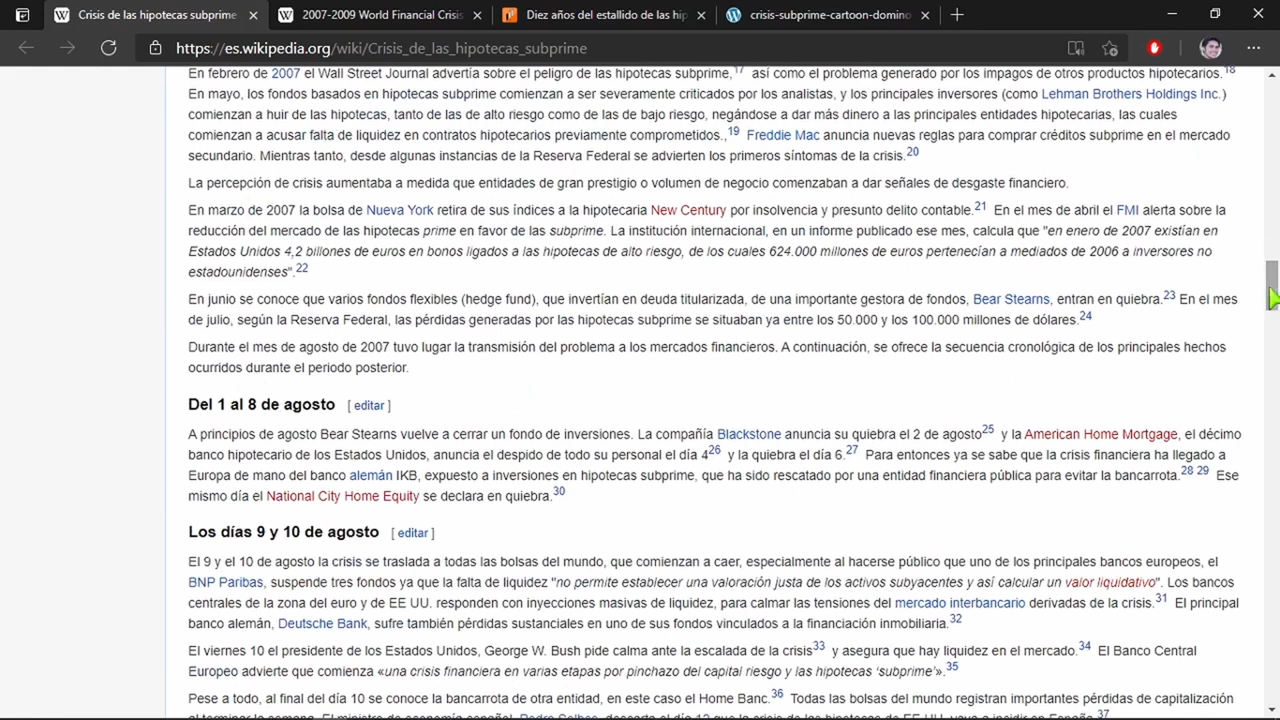 Crisis de las hipotecas subprime
2007-2009 World Financial Crisis
Diez años del estallido de las hip
crisis-subprime-cartoon-domino
https://es.wikipedia.org/wiki/Crisis_de_las_hipotecas_subprime
En febrero de 2007 el Wall Street Journal advertía sobre el peligro de las hipotecas subprime,17 así como el problema generado por los impagos de otros productos hipotecarios.18
En mayo, los fondos basados en hipotecas subprime comienzan a ser severamente criticados por los analistas, y los principales inversores (como Lehman Brothers Holdings Inc.)
comienzan a huir de las hipotecas, tanto de las de alto riesgo como de las de bajo riesgo, negándose a dar más dinero a las principales entidades hipotecarias, las cuales
comienzan a acusar falta de liquidez en contratos hipotecarios previamente comprometidos.,19 Freddie Mac anuncia nuevas reglas para comprar créditos subprime en el mercado
secundario. Mientras tanto, desde algunas instancias de la Reserva Federal se advierten los primeros síntomas de la crisis.20
La percepción de crisis aumentaba a medida que entidades de gran prestigio o volumen de negocio comenzaban a dar señales de desgaste financiero.
En marzo de 2007 la bolsa de Nueva York retira de sus índices a la hipotecaria New Century por insolvencia y presunto delito contable.21 En el mes de abril el FMI alerta sobre la
reducción del mercado de las hipotecas prime en favor de las subprime. La institución internacional, en un informe publicado ese mes, calcula que "en enero de 2007 existían en
Estados Unidos 4,2 billones de euros en bonos ligados a las hipotecas de alto riesgo, de los cuales 624.000 millones de euros pertenecían a mediados de 2006 a inversores no
estadounidenses".22
En junio se conoce que varios fondos flexibles (hedge fund), que invertían en deuda titularizada, de una importante gestora de fondos, Bear Stearns, entran en quiebra.23 En el mes
de julio, según la Reserva Federal, las pérdidas generadas por las hipotecas subprime se situaban ya entre los 50.000 y los 100.000 millones de dólares.24
Durante el mes de agosto de 2007 tuvo lugar la transmisión del problema a los mercados financieros. A continuación, se ofrece la secuencia cronológica de los principales hechos
ocurridos durante el periodo posterior.
Del 1 al 8 de agosto [ editar ]
A principios de agosto Bear Stearns vuelve a cerrar un fondo de inversiones. La compañía Blackstone anuncia su quiebra el 2 de agosto25 y la American Home Mortgage, el décimo
banco hipotecario de los Estados Unidos, anuncia el despido de todo su personal el día 426 y la quiebra el día 6.27 Para entonces ya se sabe que la crisis financiera ha llegado a
Europa de mano del banco alemán IKB, expuesto a inversiones en hipotecas subprime, que ha sido rescatado por una entidad financiera pública para evitar la bancarrota.28 29 Ese
mismo día el National City Home Equity se declara en quiebra.30
Los días 9 y 10 de agosto [ editar ]
El 9 y el 10 de agosto la crisis se traslada a todas las bolsas del mundo, que comienzan a caer, especialmente al hacerse público que uno de los principales bancos europeos, el
BNP Paribas, suspende tres fondos ya que la falta de liquidez "no permite establecer una valoración justa de los activos subyacentes y así calcular un valor liquidativo". Los bancos
centrales de la zona del euro y de EE UU. responden con inyecciones masivas de liquidez, para calmar las tensiones del mercado interbancario derivadas de la crisis.31 El principal
banco alemán, Deutsche Bank, sufre también pérdidas sustanciales en uno de sus fondos vinculados a la financiación inmobiliaria.32
El viernes 10 el presidente de los Estados Unidos, George W. Bush pide calma ante la escalada de la crisis33 y asegura que hay liquidez en el mercado.34 El Banco Central
Europeo advierte que comienza «una crisis financiera en varias etapas por pinchazo del capital riesgo y las hipotecas 'subprime'».35
Pese a todo, al final del día 10 se conoce la bancarrota de otra entidad, en este caso el Home Banc.36 Todas las bolsas del mundo registran importantes pérdidas de capitalización
al terminar la semana. El ministro de economía español, Pedro Solbes, descarta el día 12 que la crisis de las hipotecas de EE UU. vaya a incidir en España.37